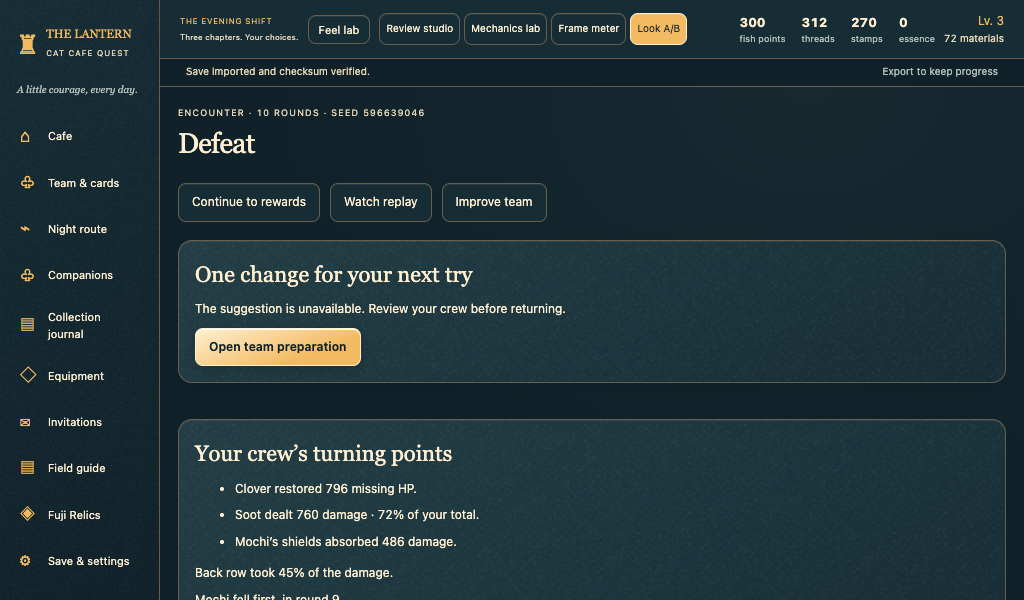 THE LANTERN
CAT CAFE QUEST
A little courage, every day.
Cafe
Team & cards
Night route
Companions
Collection
journal
Equipment
Invitations
Field guide
Fuji Relics
Save & settings
THE EVENING SHIFT
Three chapters. Your choices.
Feel lab
Review studio
Mechanics lab
Frame meter
Look A/B
300
fish points
312
threads
270
stamps
0
essence
Lv. 3
72 materials
Save imported and checksum verified.
Export to keep progress
ENCOUNTER · 10 ROUNDS · SEED 596639046
Defeat
Continue to rewards
Watch replay
Improve team
One change for your next try
The suggestion is unavailable. Review your crew before returning.
Open team preparation
Your crew’s turning points
• Clover restored 796 missing HP.
• Soot dealt 760 damage · 72% of your total.
• Mochi’s shields absorbed 486 damage.
Back row took 45% of the damage.
Mochi fell first, in round 9.